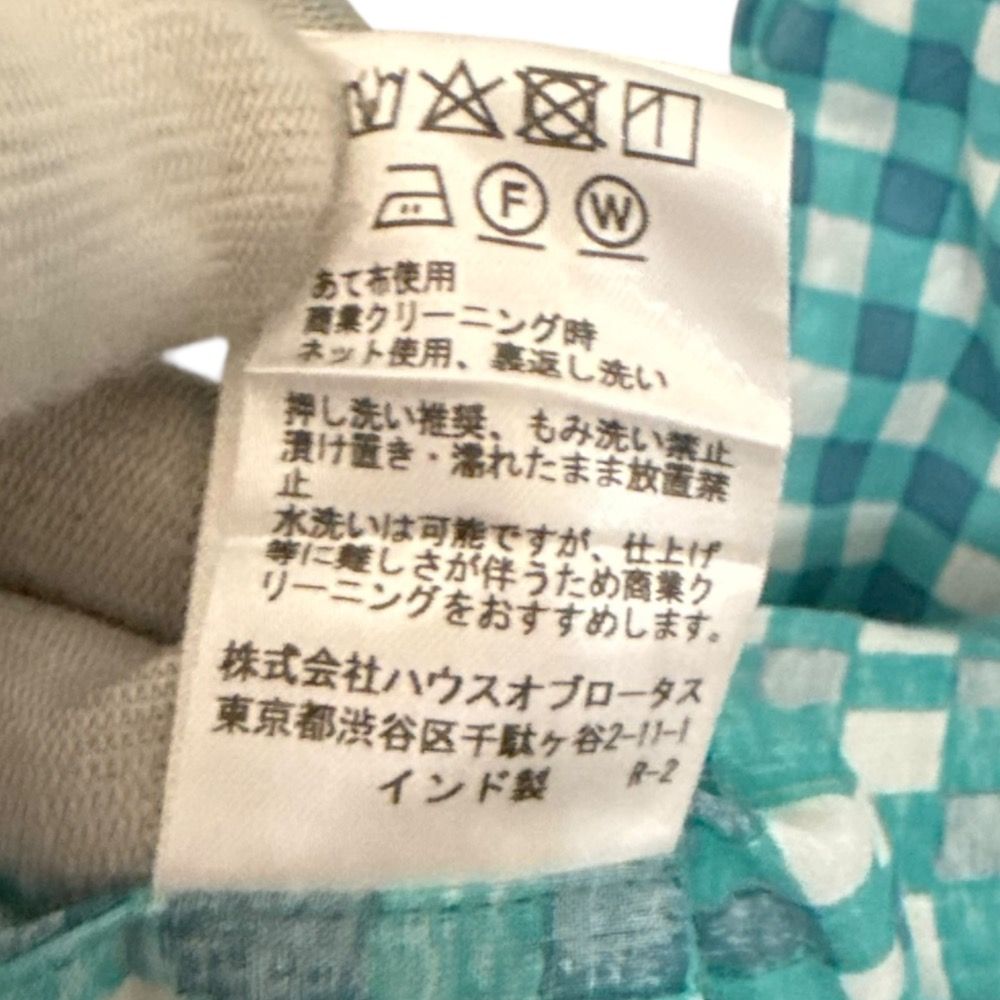 F W
あて布使用
商業クリーニング時
ネット使用、裏返し洗い
押し洗い推奨、もみ洗い禁止
漬け置き・濡れたまま放置禁
止
水洗いは可能ですが、仕上げ
等に難しさが伴うため商業ク
リーニングをおすすめします。
株式会社ハウスオブロータス
東京都渋谷区千駄ヶ谷2-11-1
インド製 R-2